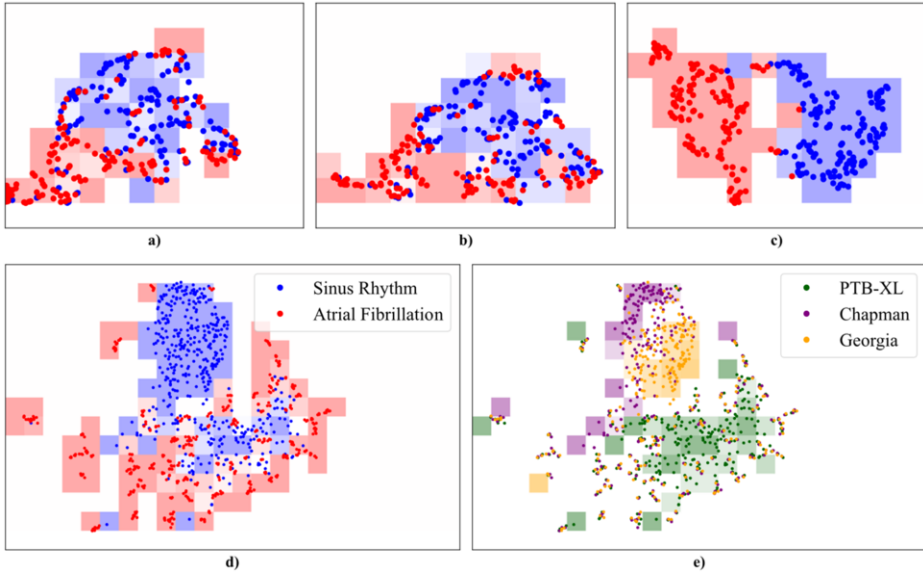 a)
b)
c)
Sinus Rhythm
Atrial Fibrillation
PTB-XL
Chapman
Georgia
d)
e)